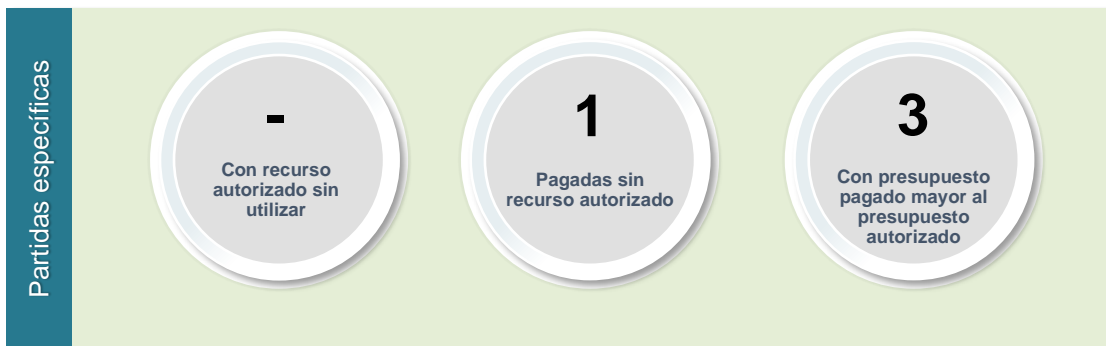 Partidas específicas
-
Con recurso
autorizado sin
utilizar
1
Pagadas sin
recurso autorizado
3
Con presupuesto
pagado mayor al
presupuesto
autorizado